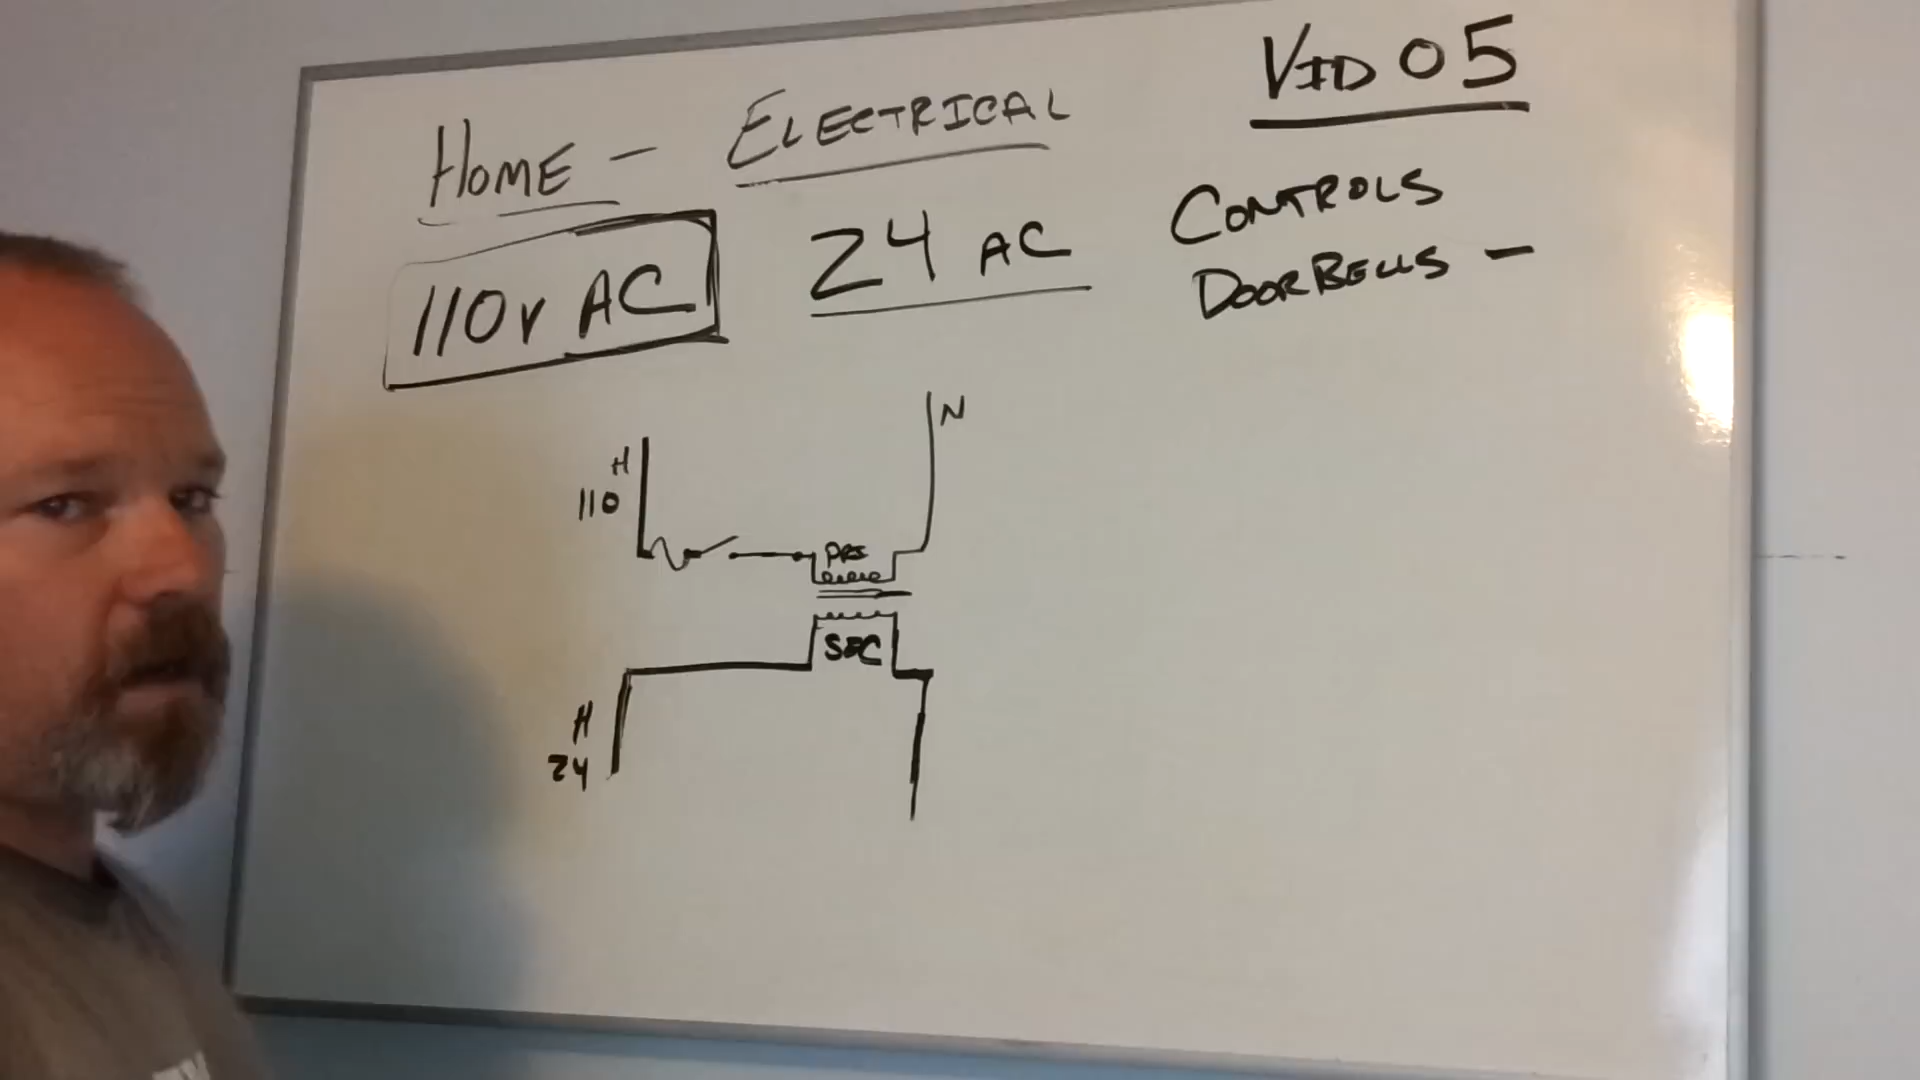 VID 05
HOME - ELECTRICAL
110V AC
24 AC
CONTROLS
DOORBELLS -
N
H
110
PRI
SEC
H
24